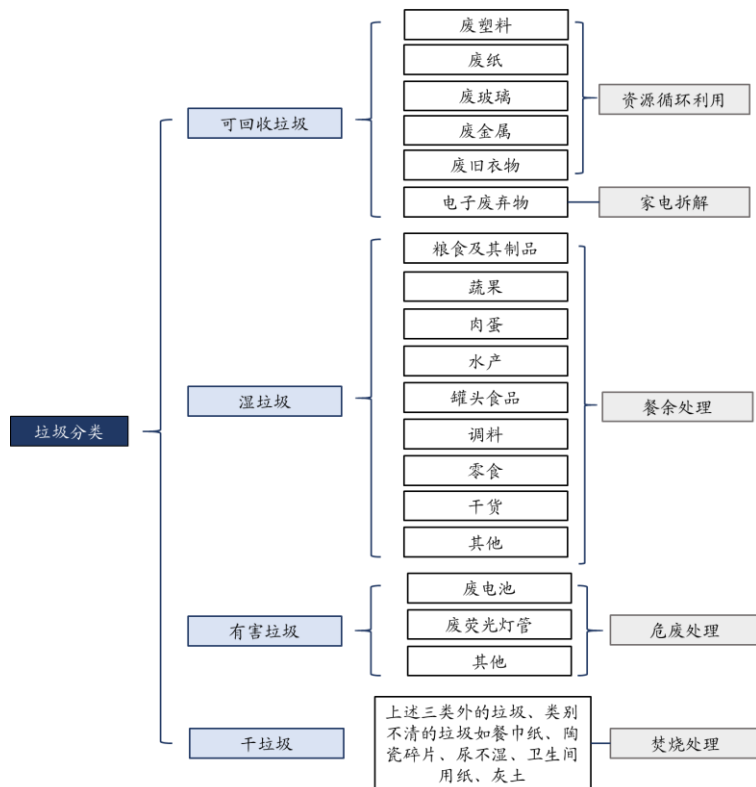 垃圾分类
可回收垃圾
废塑料
废纸
废玻璃
废金属
废旧衣物
电子废弃物
资源循环利用
家电拆解
湿垃圾
粮食及其制品
蔬果
肉蛋
水产
罐头食品
调料
零食
干货
其他
餐余处理
有害垃圾
废电池
废荧光灯管
其他
危废处理
干垃圾
上述三类外的垃圾、类别
不清的垃圾如餐巾纸、陶
瓷碎片、尿不湿、卫生间
用纸、灰土
焚烧处理